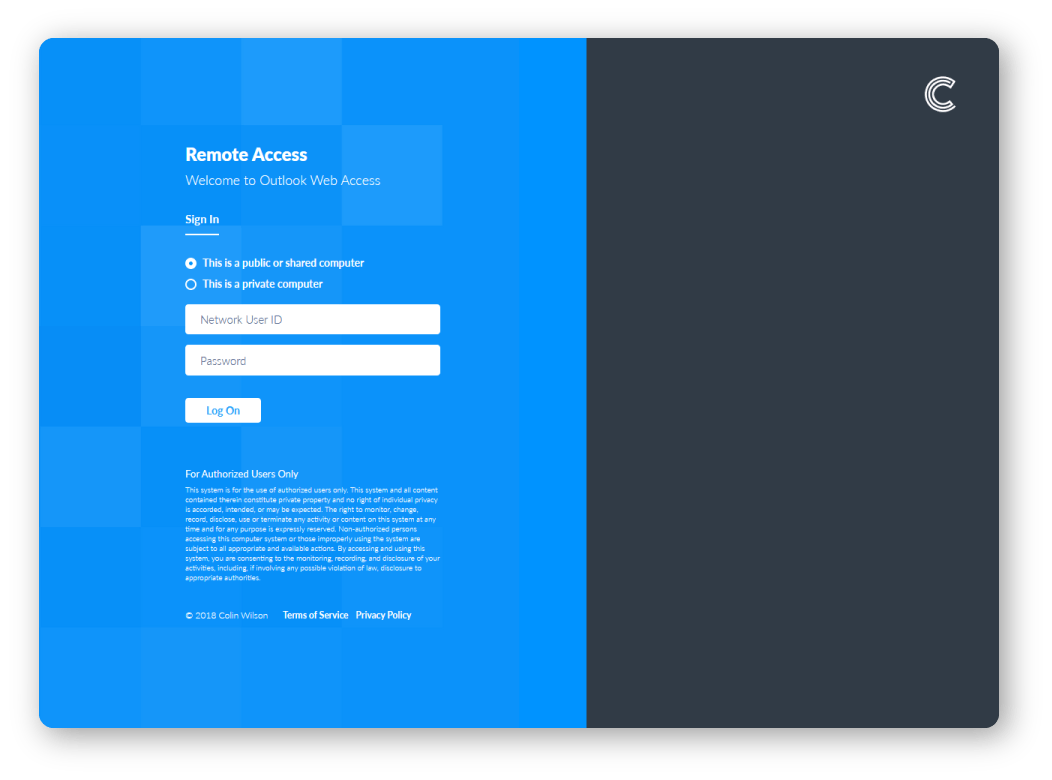 C
Remote Access
Welcome to Outlook Web Access
Sign In
This is a public or shared computer
This is a private computer
Network User ID
Password
Log On
For Authorized Users Only
This system is for the use of authorized users only. This system and all content
contained therein constitute private property and no right of individual privacy
is accorded, intended, or may be expected. The right to monitor, change,
record, disclose, use or terminate any activity or content on this system at any
time and for any purpose is expressly reserved. Non-authorized persons
accessing this computer system or those improperly using the system are
subject to all appropriate and available actions. By accessing and using this
system, you are consenting to the monitoring, recording, and disclosure of your
activities, including, if involving any possible violation of law, disclosure to
appropriate authorities.
© 2018 Colin Wilson Terms of Service Privacy Policy